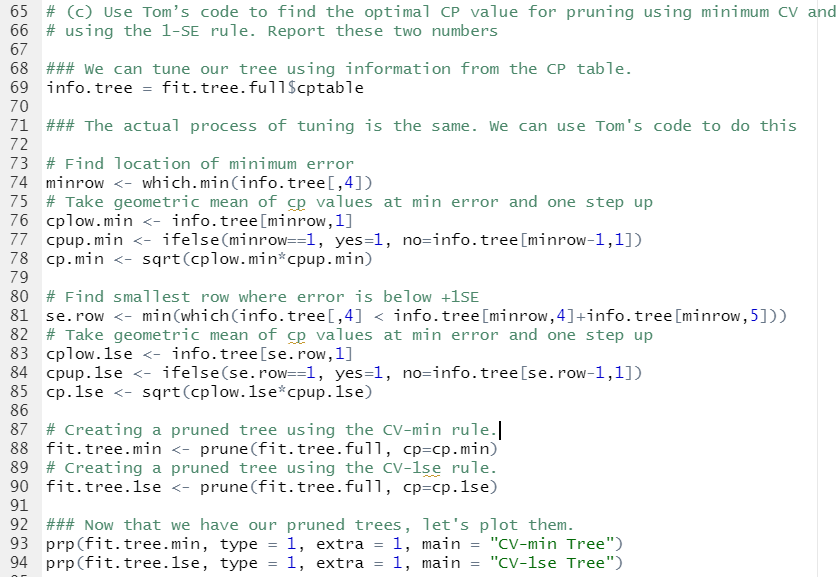 65 # (c) Use Tom’s code to find the optimal CP value for pruning using minimum CV and
66 # using the 1-SE rule. Report these two numbers
67
68 ### We can tune our tree using information from the CP table.
69 info.tree = fit.tree.full$cptable
70
71 ### The actual process of tuning is the same. We can use Tom's code to do this
72
73 # Find location of minimum error
74 minrow <- which.min(info.tree[,4])
75 # Take geometric mean of cp values at min error and one step up
76 cplow.min <- info.tree[minrow,1]
77 cpup.min <- ifelse(minrow==1, yes=1, no=info.tree[minrow-1,1])
78 cp.min <- sqrt(cplow.min*cpup.min)
79
80 # Find smallest row where error is below +1SE
81 se.row <- min(which(info.tree[,4] < info.tree[minrow,4]+info.tree[minrow,5]))
82 # Take geometric mean of cp values at min error and one step up
83 cplow.1se <- info.tree[se.row,1]
84 cpup.1se <- ifelse(se.row==1, yes=1, no=info.tree[se.row-1,1])
85 cp.1se <- sqrt(cplow.1se*cpup.1se)
86
87 # Creating a pruned tree using the CV-min rule.
88 fit.tree.min <- prune(fit.tree.full, cp=cp.min)
89 # Creating a pruned tree using the CV-1se rule.
90 fit.tree.1se <- prune(fit.tree.full, cp=cp.1se)
91
92 ### Now that we have our pruned trees, let's plot them.
93 prp(fit.tree.min, type = 1, extra = 1, main = "CV-min Tree")
94 prp(fit.tree.1se, type = 1, extra = 1, main = "CV-1se Tree")